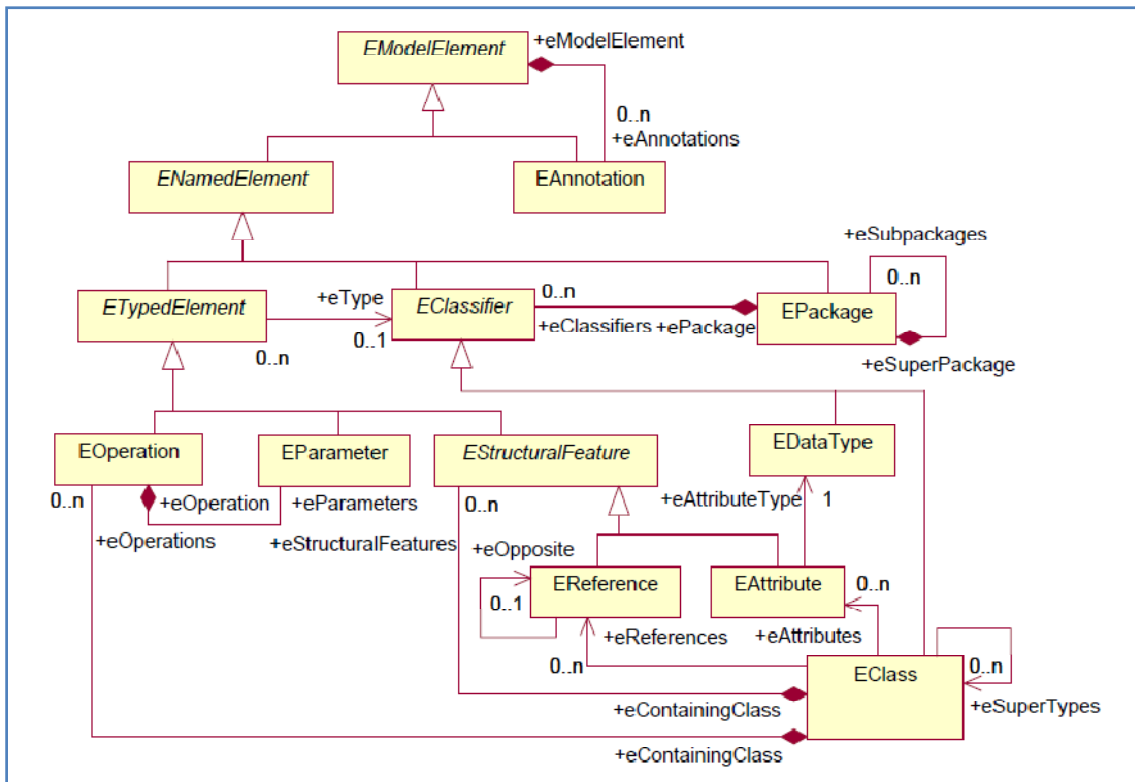 EModelElement
+eModelElement
0..n
+eAnnotations
ENamedElement
EAnnotation
+eSubpackages
0..n
ETypedElement
+eType
0..n
0..1
EClassifier
0..n
+eClassifiers
+ePackage
EPackage
+eSuperPackage
EOperation
EParameter
EStructuralFeature
EDataType
0..n
+eOperation
+eParameters
0..n
+eAttributeType
1
+eOperations
+eStructuralFeatures
+eOpposite
0..1
EReference
EAttribute
0..n
+eReferences
+eAttributes
0..n
EClass
0..n
+eContainingClass
+eSuperTypes
+eContainingClass